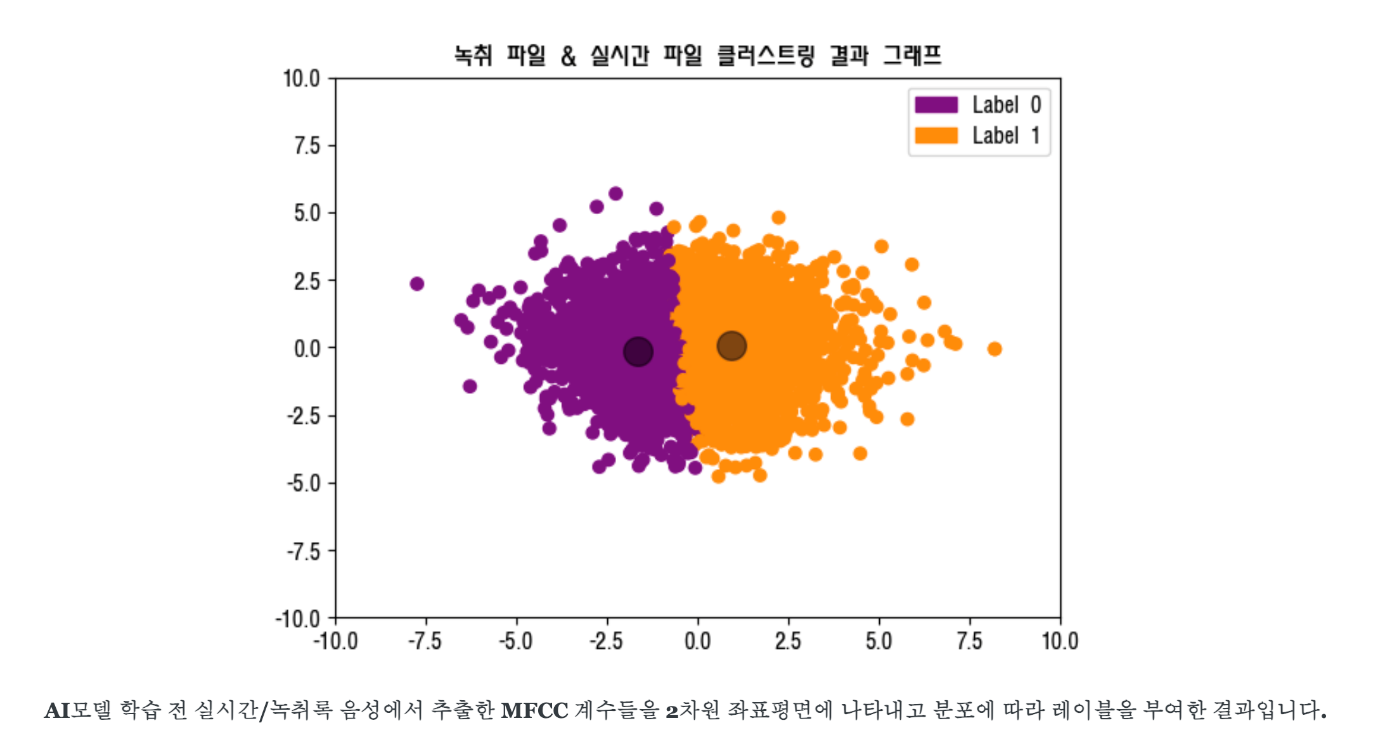 녹취 파일 & 실시간 파일 클러스트링 결과 그래프
10.0
7.5
5.0
2.5
0.0
-2.5
-5.0
-7.5
-10.0
-10.0 -7.5 -5.0 -2.5 0.0 2.5 5.0 7.5 10.0
Label 0
Label 1
AI모델 학습 전 실시간/녹취록 음성에서 추출한 MFCC 계수들을 2차원 좌표평면에 나타내고 분포에 따라 레이블을 부여한 결과입니다.